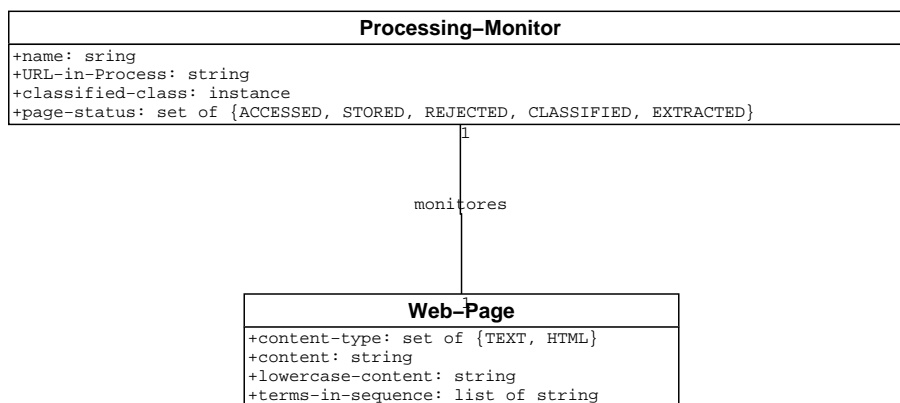 Processing–Monitor
+name: sring
+URL–in–Process: string
+classified–class: instance
+page–status: set of {ACCESSED, STORED, REJECTED, CLASSIFIED, EXTRACTED}
1
monitores
1
Web–Page
+content–type: set of {TEXT, HTML}
+content: string
+lowercase–content: string
+terms–in–sequence: list of string